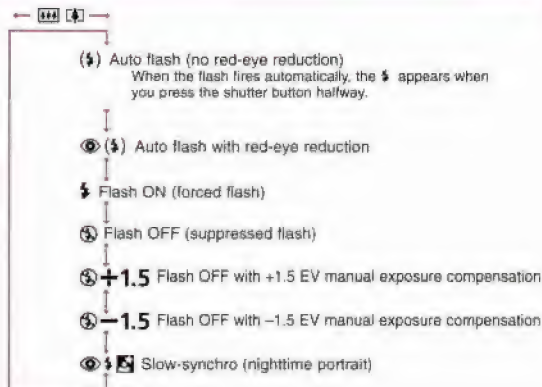 (⚡) Auto flash (no red-eye reduction)
When the flash fires automatically, the ⚡ appears when
you press the shutter button halfway.
(⚡) Auto flash with red-eye reduction
⚡ Flash ON (forced flash)
Flash OFF (suppressed flash)
+1.5 Flash OFF with +1.5 EV manual exposure compensation
−1.5 Flash OFF with −1.5 EV manual exposure compensation
⚡ Slow-synchro (nighttime portrait)